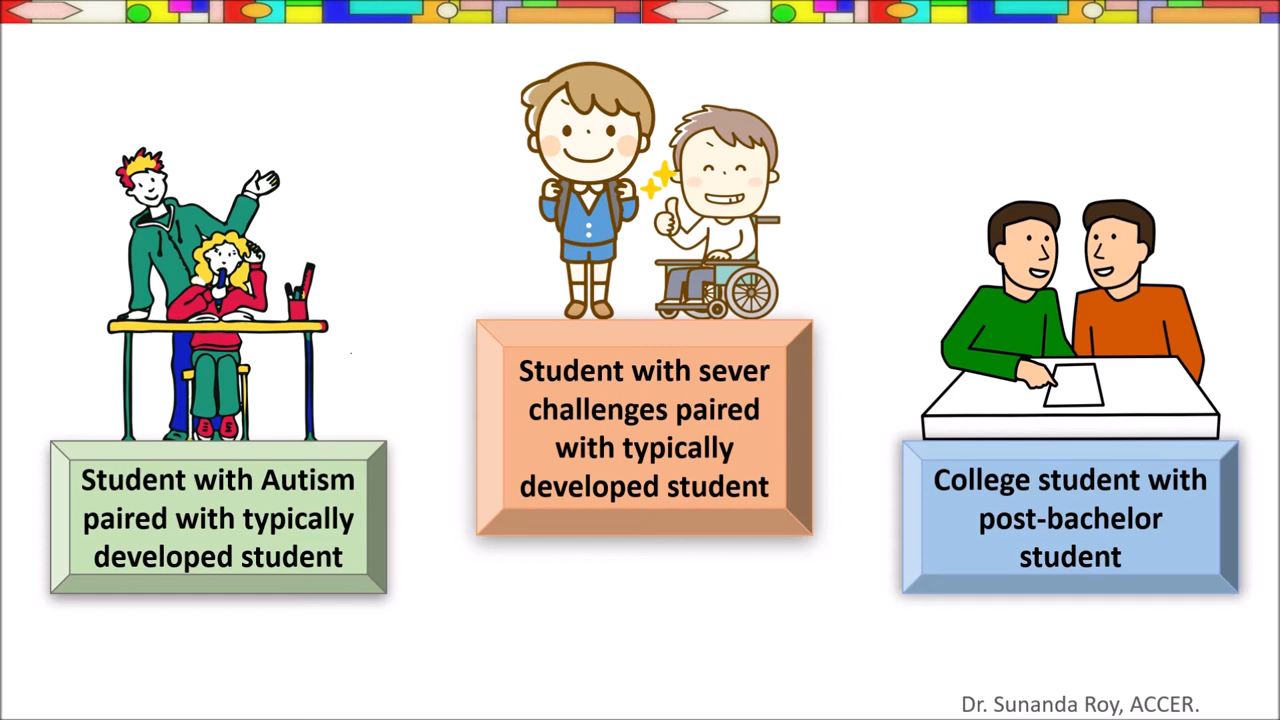 Student with Autism
paired with typically
developed student
Student with sever
challenges paired
with typically
developed student
College student with
post-bachelor
student
Dr. Sunanda Roy, ACCER.